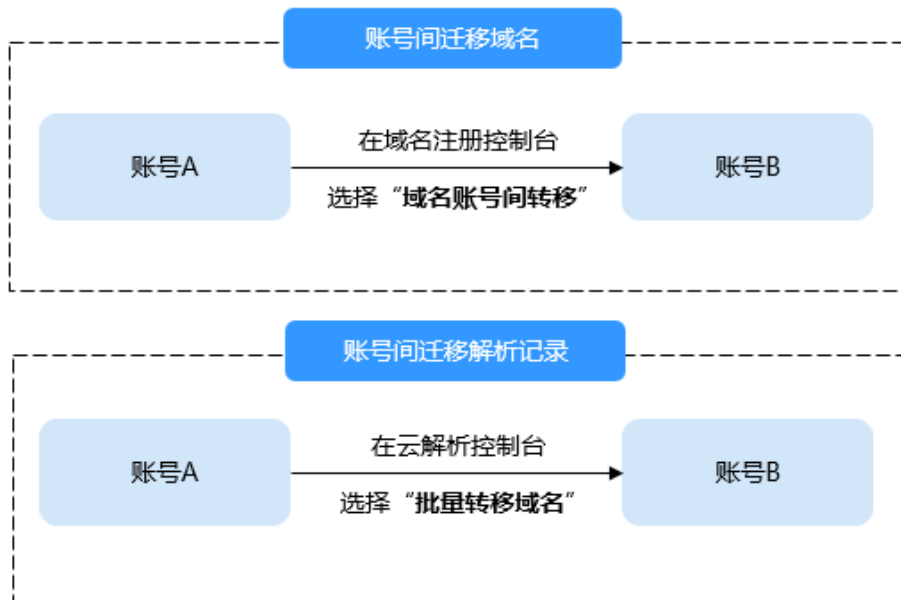 账号间迁移域名
账号A
在域名注册控制台
选择“域名账号间转移”
账号B
账号间迁移解析记录
账号A
在云解析控制台
选择“批量转移域名”
账号B